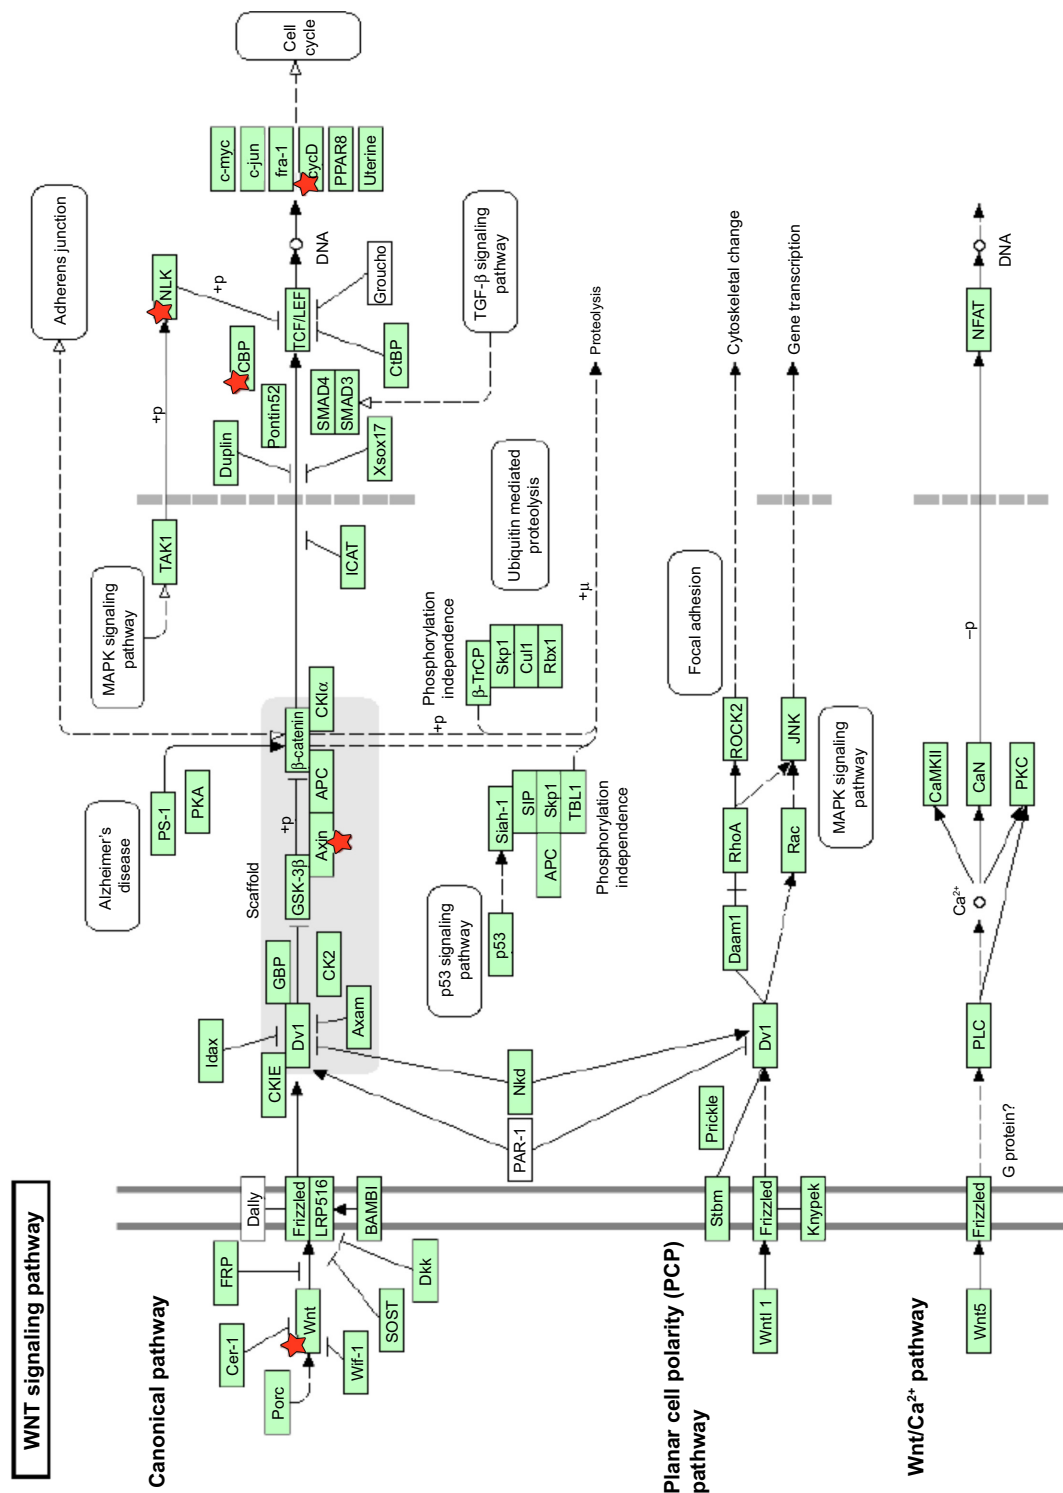 WNT signaling pathway
Canonical pathway
Porc
Cer-1
Wnt
Wif-1
FRP
SOST
Dkk
Dally
Frizzled
LRP516
BAMBI
Idax
CKIE
Dv1
Axam
GBP
CK2
Scaffold
GSK-3β
Axin
APC
+p
β-catenin
CKIα
Alzheimer's
disease
PS-1
PKA
MAPK signaling
pathway
TAK1
+p
NLK
+p
Adherens junction
ICAT
Duplin
Xsox17
Pontin52
CBP
SMAD4
SMAD3
TCF/LEF
CtBP
Groucho
DNA
c-myc
c-jun
fra-1
cycD
PPAR8
Uterine
Cell
cycle
TGF-β signaling
pathway
PAR-1
Nkd
p53 signaling
pathway
p53
Siah-1
SIP
Skp1
TBL1
APC
Phosphorylation
independence
+p
Phosphorylation
independence
β-TrCP
Skp1
Cul1
Rbx1
+μ
Ubiquitin mediated
proteolysis
Proteolysis
Planar cell polarity (PCP)
pathway
Wntl 1
Stbm
Frizzled
Knypek
Prickle
Dv1
Daam1
RhoA
Rac
ROCK2
JNK
Focal adhesion
MAPK signaling
pathway
Cytoskeletal change
Gene transcription
Wnt/Ca²⁺ pathway
Wnt5
Frizzled
G protein?
PLC
Ca²⁺
CaMKII
CaN
PKC
–p
NFAT
DNA